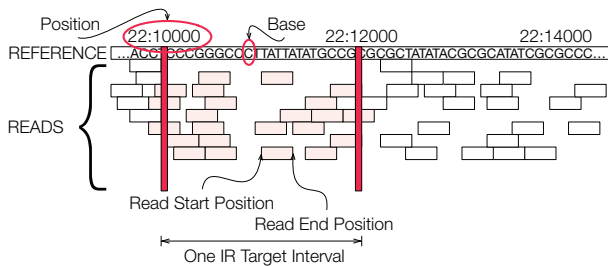 Position
Base
22:10000 22:12000 22:14000
REFERENCE ...ACCTCCCGGGCCCTTATTATATGCCGCGCGCTATATACGCGCATATCGCGCCC...
READS
Read Start Position
Read End Position
One IR Target Interval